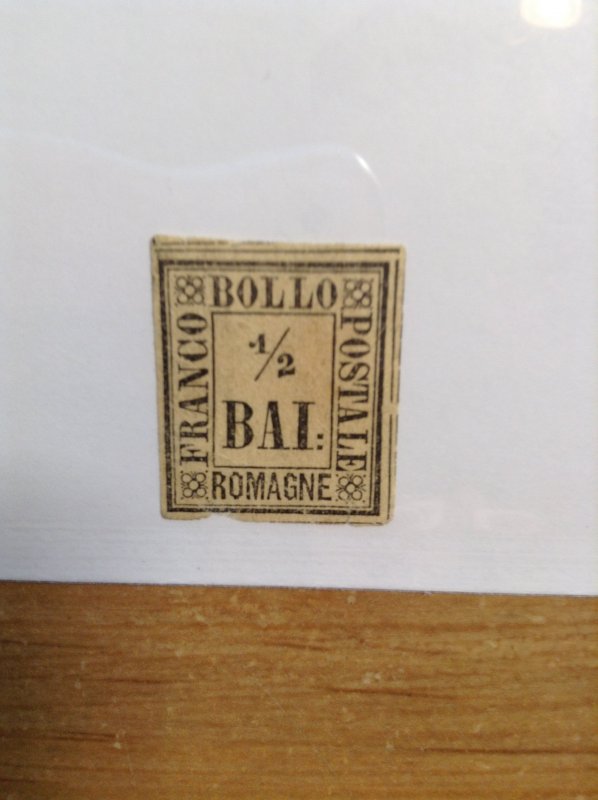 BOLLO
FRANCO
POSTALE
1/2
BAI:
ROMAGNE